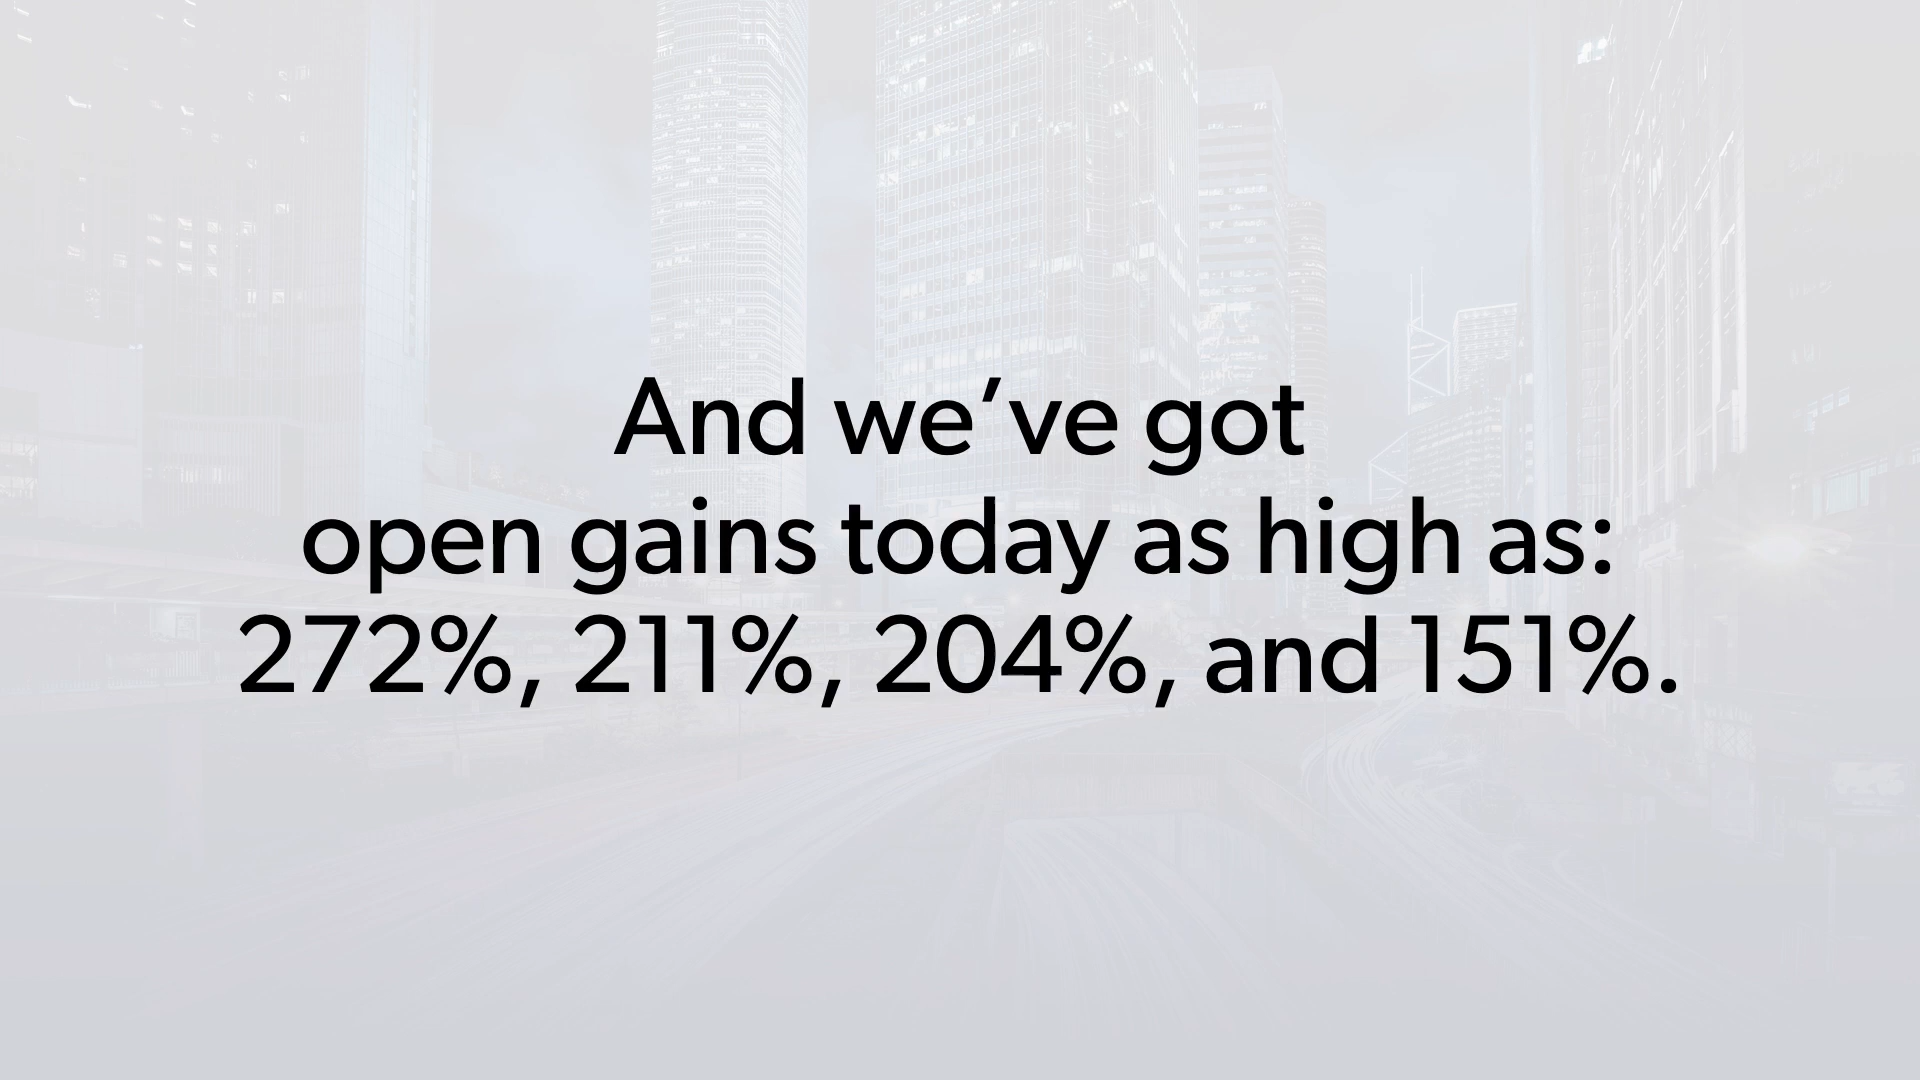 And we’ve got
open gains today as high as:
272%, 211%, 204%, and 151%.